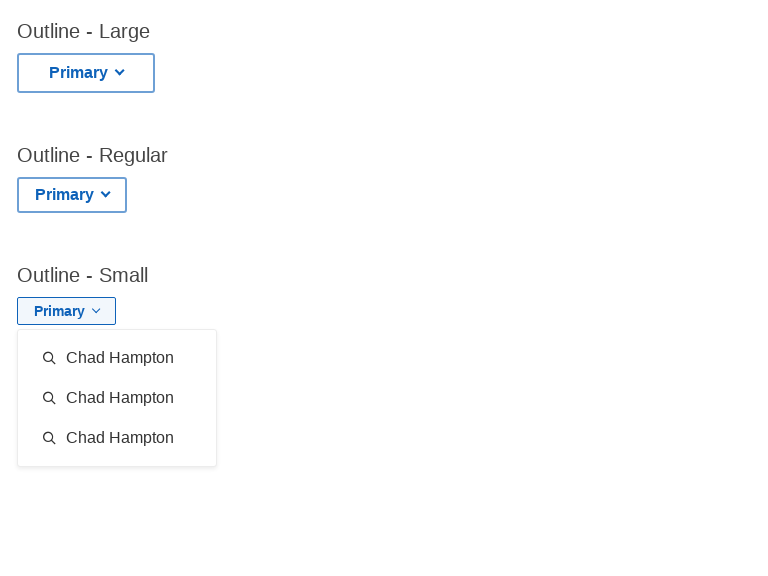 Outline - Large
Primary
Outline - Regular
Primary
Outline - Small
Primary
Chad Hampton
Chad Hampton
Chad Hampton